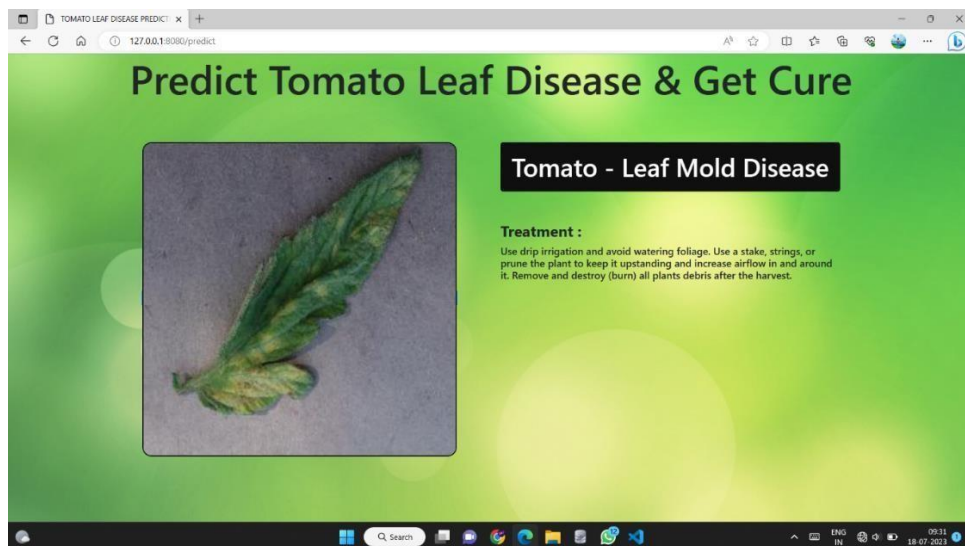 TOMATO LEAF DISEASE PREDICT
127.0.0.1:8080/predict
Predict Tomato Leaf Disease & Get Cure
Tomato - Leaf Mold Disease
Treatment :
Use drip irrigation and avoid watering foliage. Use a stake, strings, or
prune the plant to keep it upstanding and increase airflow in and around
it. Remove and destroy (burn) all plants debris after the harvest.
Search
ENG
IN
09:31
18-07-2023